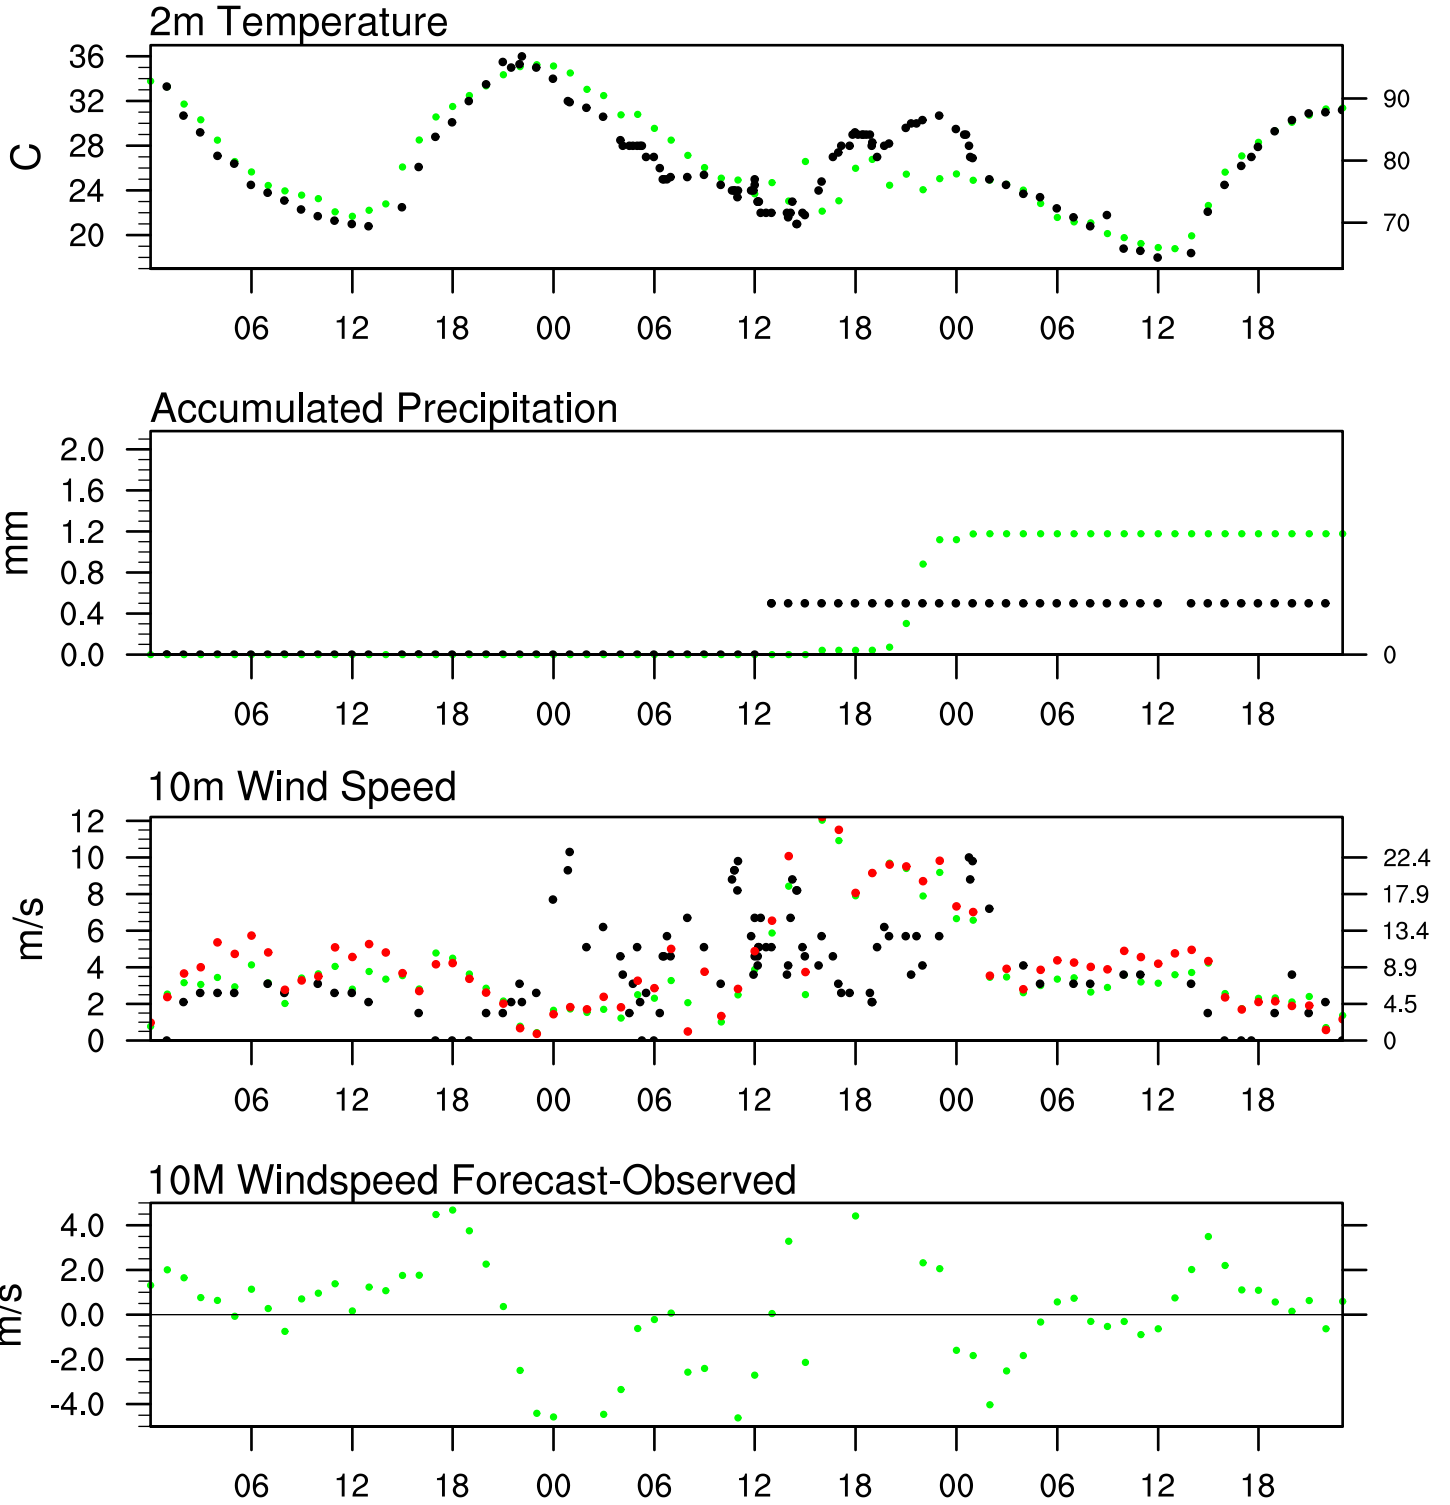 2m Temperature
36
32
28
24
20
C
90
80
70
06 12 18 00 06 12 18 00 06 12 18
Accumulated Precipitation
2.0
1.6
1.2
0.8
0.4
0.0
mm
0
06 12 18 00 06 12 18 00 06 12 18
10m Wind Speed
12
10
8
6
4
2
0
m/s
22.4
17.9
13.4
8.9
4.5
0
06 12 18 00 06 12 18 00 06 12 18
10M Windspeed Forecast-Observed
4.0
2.0
0.0
-2.0
-4.0
m/s
06 12 18 00 06 12 18 00 06 12 18